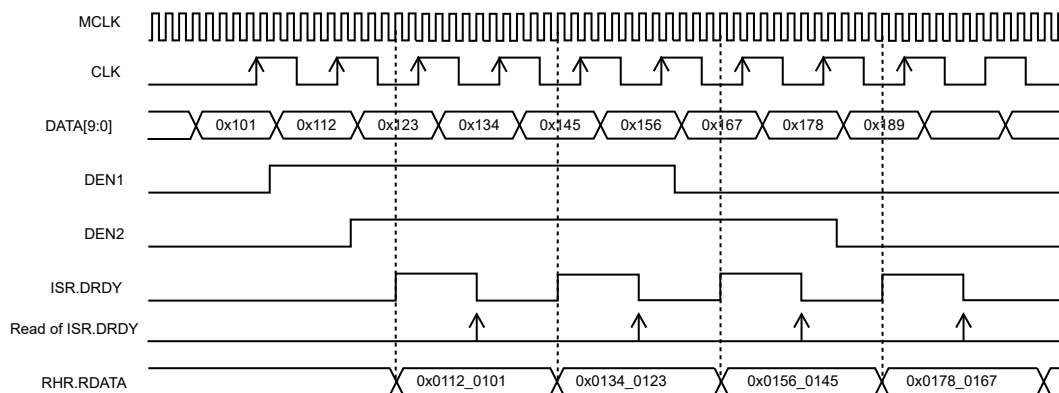 MCLK
CLK
DATA[9:0] 0x101 0x112 0x123 0x134 0x145 0x156 0x167 0x178 0x189
DEN1
DEN2
ISR.DRDY
Read of ISR.DRDY
RHR.RDATA 0x0112_0101 0x0134_0123 0x0156_0145 0x0178_0167